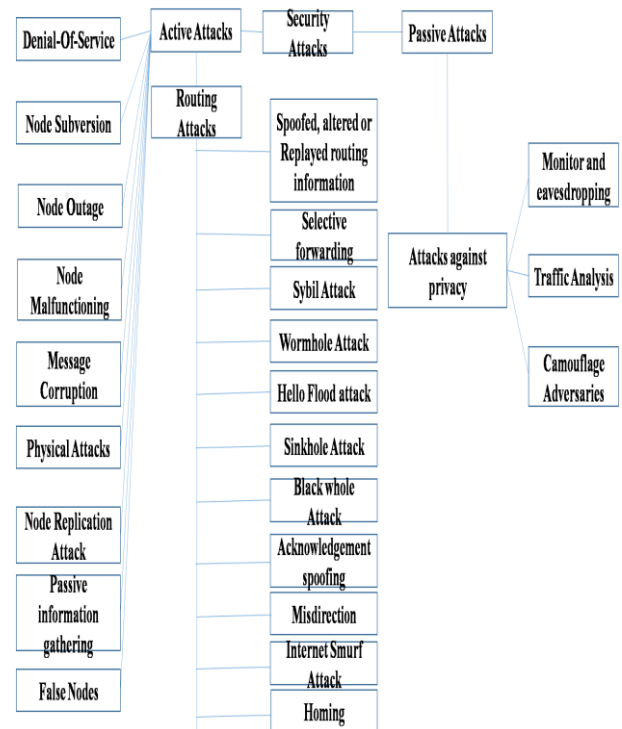 Security
Attacks
Active Attacks
Passive Attacks
Denial-Of-Service
Node Subversion
Node Outage
Node
Malfunctioning
Message
Corruption
Physical Attacks
Node Replication
Attack
Passive
information
gathering
False Nodes
Routing
Attacks
Spoofed, altered or
Replayed routing
information
Selective
forwarding
Sybil Attack
Wormhole Attack
Hello Flood attack
Sinkhole Attack
Black whole
Attack
Acknowledgement
spoofing
Misdirection
Internet Smurf
Attack
Homing
Attacks against
privacy
Monitor and
eavesdropping
Traffic Analysis
Camouflage
Adversaries